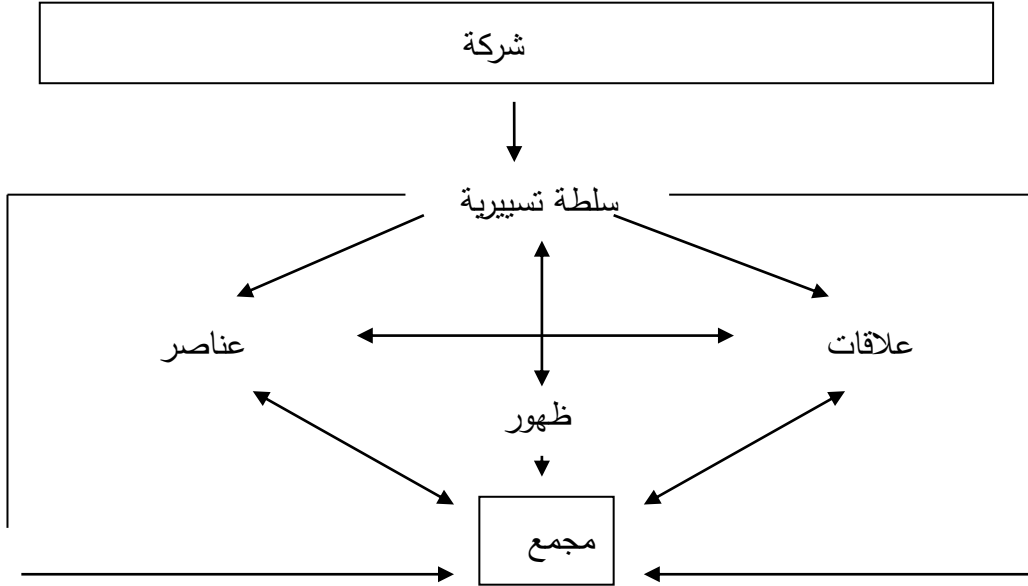 شركة
سلطة تسييرية
علاقات
عناصر
ظهور
مجمع